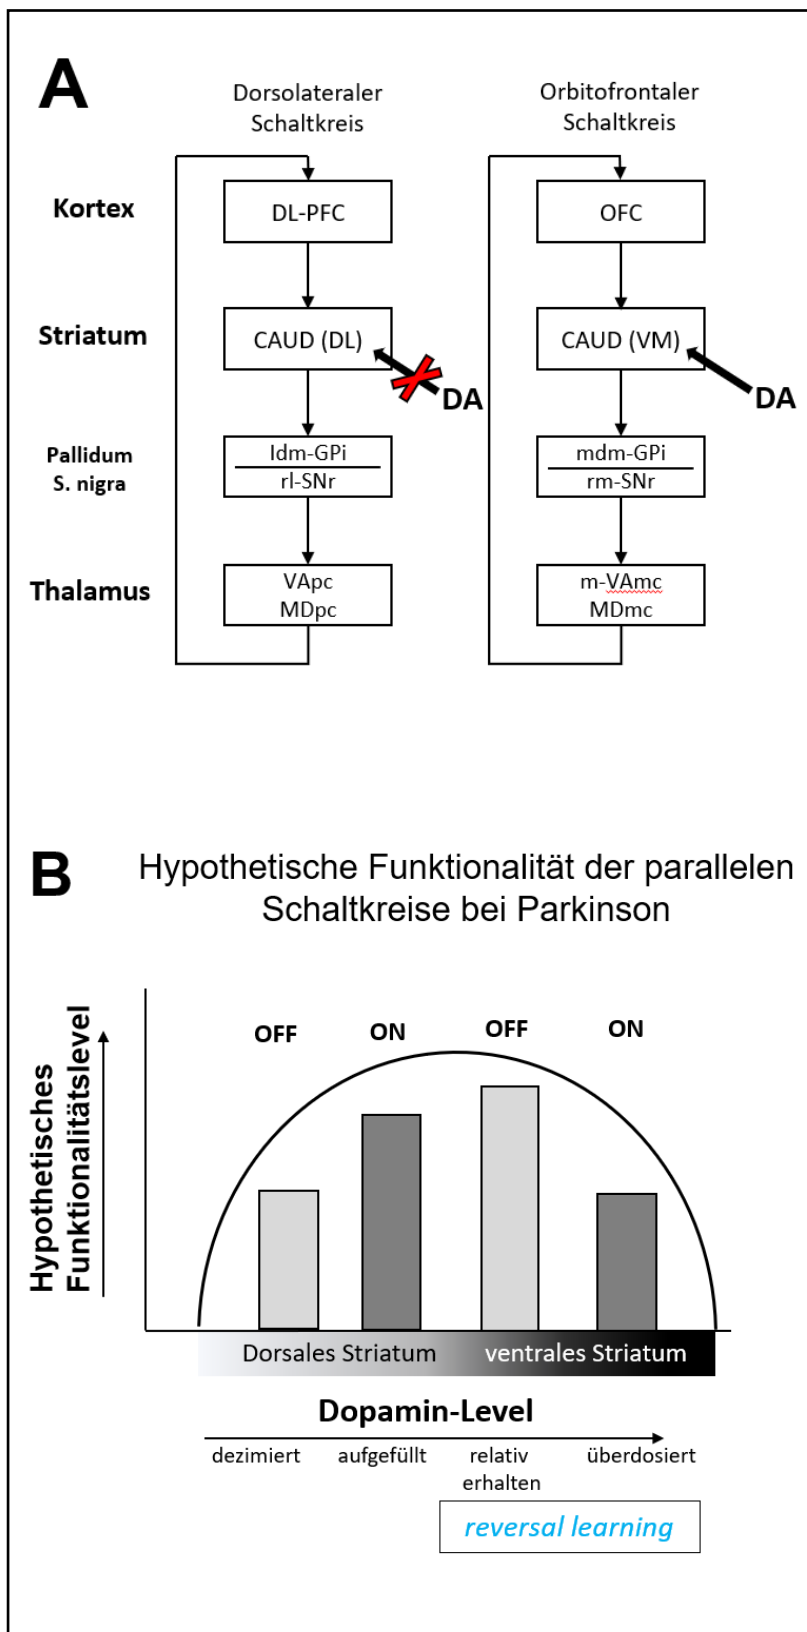 A
Dorsolateraler
Schaltkreis
Orbitofrontaler
Schaltkreis
Kortex
DL-PFC
OFC
Striatum
CAUD (DL)
CAUD (VM)
DA
DA
Pallidum
S. nigra
Idm-GPi
rl-SNr
mdm-GPi
rm-SNr
Thalamus
VApc
MDpc
m-VAmc
MDmc
B
Hypothetische Funktionalität der parallelen
Schaltkreise bei Parkinson
Hypothetisches
Funktionalitätslevel
OFF
ON
OFF
ON
Dorsales Striatum
ventrales Striatum
Dopamin-Level
dezimiert
aufgefüllt
relativ
erhalten
überdosiert
reversal learning